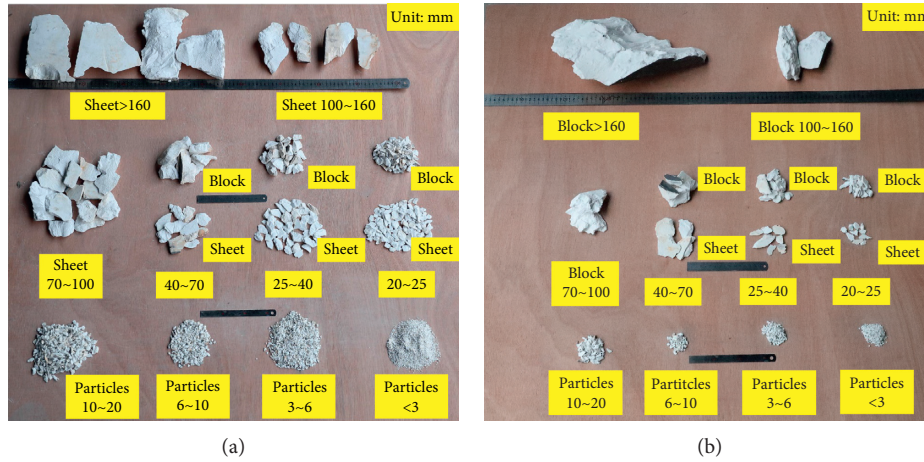 Unit: mm
Sheet>160
Sheet 100~160
Block
Block
Block
Sheet
Sheet
Sheet
Sheet
70~100
40~70
25~40
20~25
Particles
10~20
Particles
6~10
Particles
3~6
Particles
<3
(a)
Unit: mm
Block>160
Block 100~160
Block
Block
Block
Sheet
Sheet
Sheet
Block
70~100
40~70
25~40
20~25
Particles
10~20
Partitcles
6~10
Particles
3~6
Particles
<3
(b)